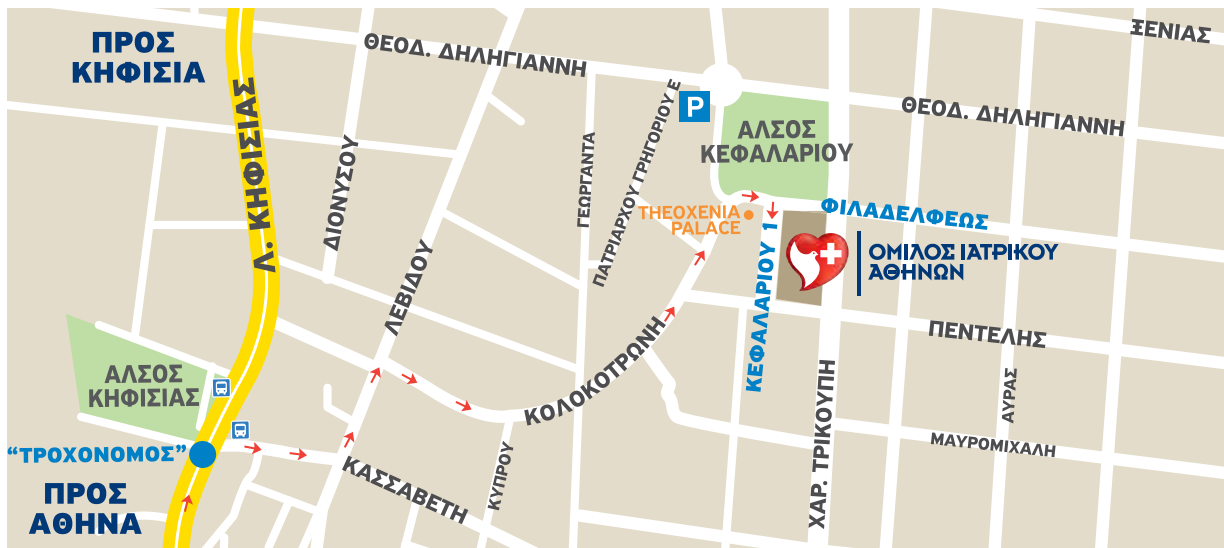 ΠΡΟΣ
ΚΗΦΙΣΙΑ
Λ. ΚΗΦΙΣΙΑΣ
ΘΕΟΔ. ΔΗΛΗΓΙΑΝΝΗ
ΞΕΝΙΑΣ
P
ΘΕΟΔ. ΔΗΛΗΓΙΑΝΝΗ
ΑΛΣΟΣ
ΚΕΦΑΛΑΡΙΟΥ
ΔΙΟΝΥΣΟΥ
ΛΕΒΙΔΟΥ
ΓΕΩΡΓΑΝΤΑ
ΠΑΤΡΙΑΡΧΟΥ ΓΡΗΓΟΡΙΟΥ Ε
THEOXENIA
PALACE
ΦΙΛΑΔΕΛΦΕΩΣ
ΚΕΦΑΛΑΡΙΟΥ 1
ΟΜΙΛΟΣ ΙΑΤΡΙΚΟΥ
ΑΘΗΝΩΝ
ΠΕΝΤΕΛΗΣ
ΑΛΣΟΣ
ΚΗΦΙΣΙΑΣ
ΚΟΛΟΚΟΤΡΩΝΗ
ΧΑΡ. ΤΡΙΚΟΥΠΗ
ΑΥΡΑΣ
ΜΑΥΡΟΜΙΧΑΛΗ
“ΤΡΟΧΟΝΟΜΟΣ”
ΚΑΣΣΑΒΕΤΗ
ΚΥΠΡΟΥ
ΠΡΟΣ
ΑΘΗΝΑ